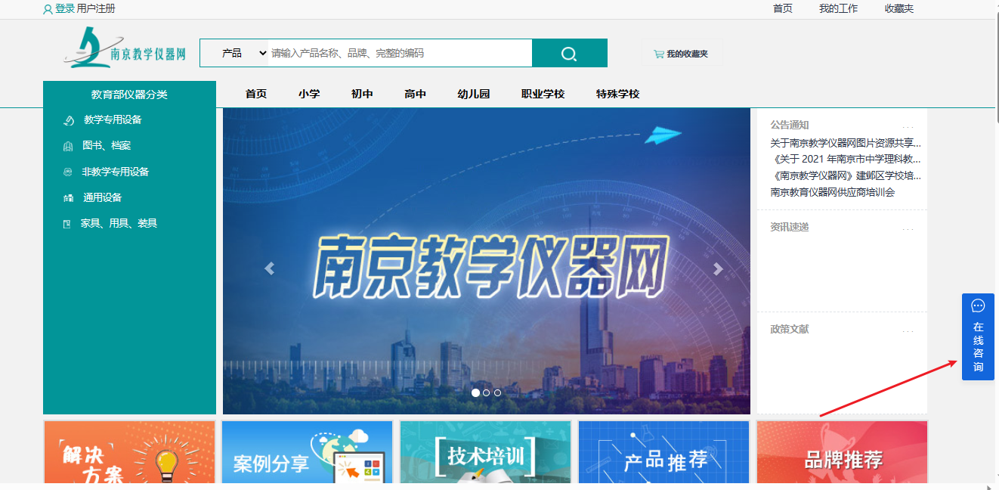 登录 用户注册
首页 我的工作 收藏夹
南京教学仪器网
产品 请输入产品名称、品牌、完整的编码
我的收藏夹
教育部仪器分类
首页 小学 初中 高中 幼儿园 职业学校 特殊学校
教学专用设备
图书、档案
非教学专用设备
通用设备
家具、用具、装具
南京教学仪器网
公告通知 ...
关于南京教学仪器网图片资源共享...
《关于 2021 年南京市中学理科教...
《南京教学仪器网》建邺区学校培...
南京教育仪器网供应商培训会
资讯速递 ...
政策文献 ...
在线咨询
解决方案
案例分享
技术培训
产品推荐
品牌推荐